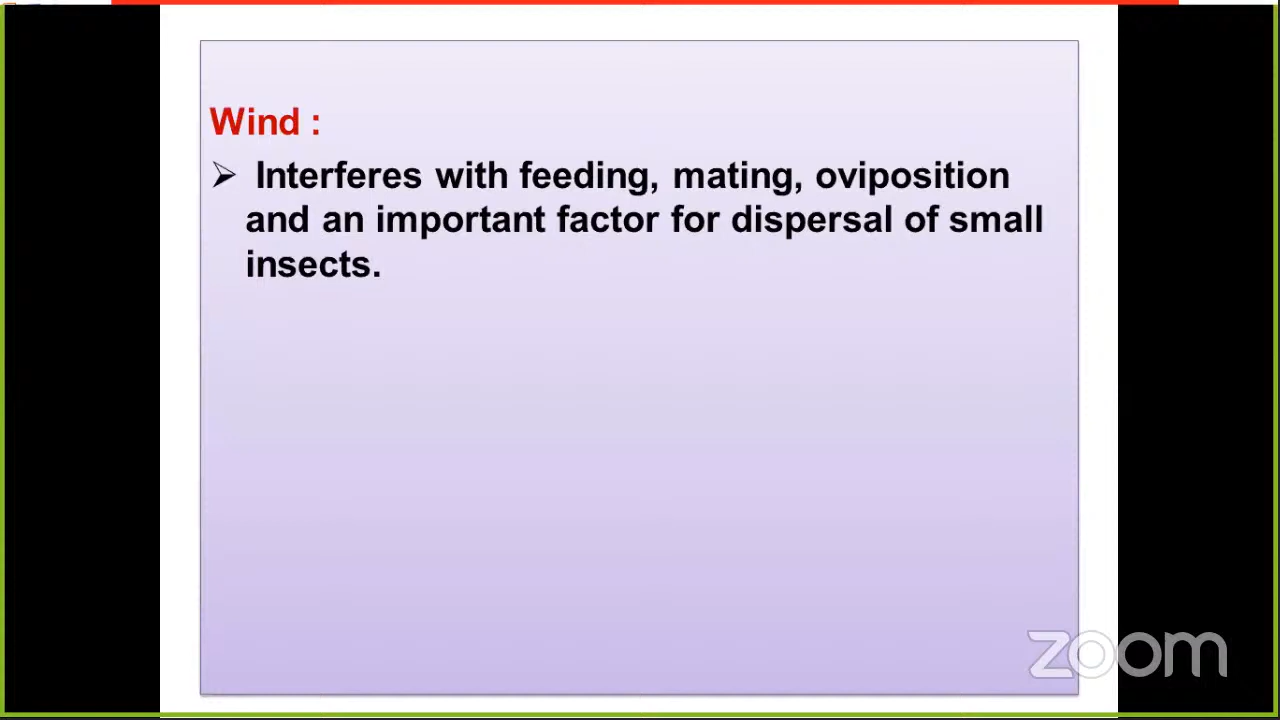 Wind :
➢ Interferes with feeding, mating, oviposition
and an important factor for dispersal of small
insects.
zoom